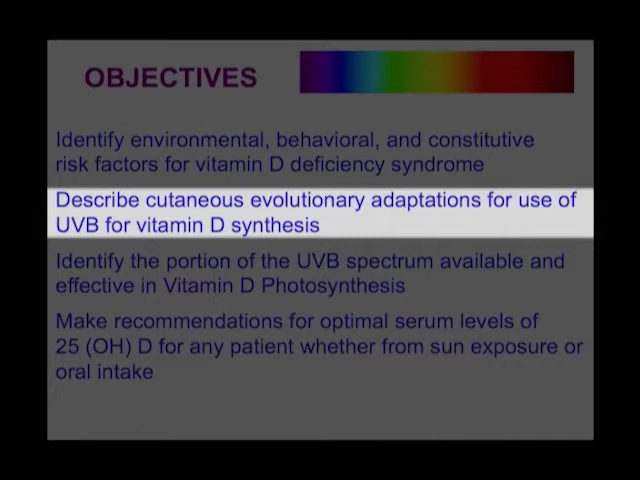 OBJECTIVES
Identify environmental, behavioral, and constitutive
risk factors for vitamin D deficiency syndrome
Describe cutaneous evolutionary adaptations for use of
UVB for vitamin D synthesis
Identify the portion of the UVB spectrum available and
effective in Vitamin D Photosynthesis
Make recommendations for optimal serum levels of
25 (OH) D for any patient whether from sun exposure or
oral intake